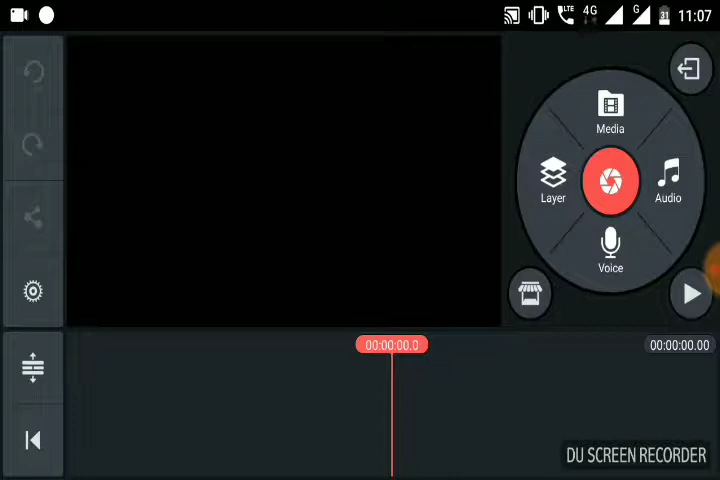 LTE
4G
G
31
11:07
Media
Layer
Audio
Voice
00:00:00.0
00:00:00.00
DU SCREEN RECORDER